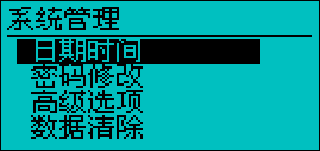 系统管理
日期时间
密码修改
高级选项
数据清除